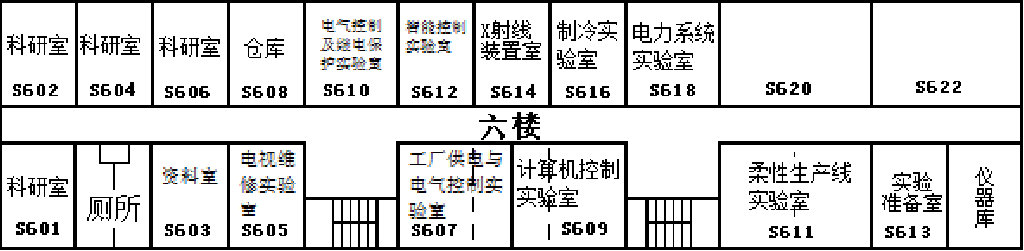 科研室
S602
科研室
S604
科研室
S606
仓库
S608
电气控制
及继电保
护实验室
S610
智能控制
实验室
S612
X射线
装置室
S614
制冷实
验室
S616
电力系统
实验室
S618
S620
S622
六楼
科研室
S601
厕所
资料室
S603
电视维
修实验
室
S605
工厂供电与
电气控制实
验室
S607
计算机控制
实验室
S609
柔性生产线
实验室
S611
实验
准备室
S613
仪
器
库